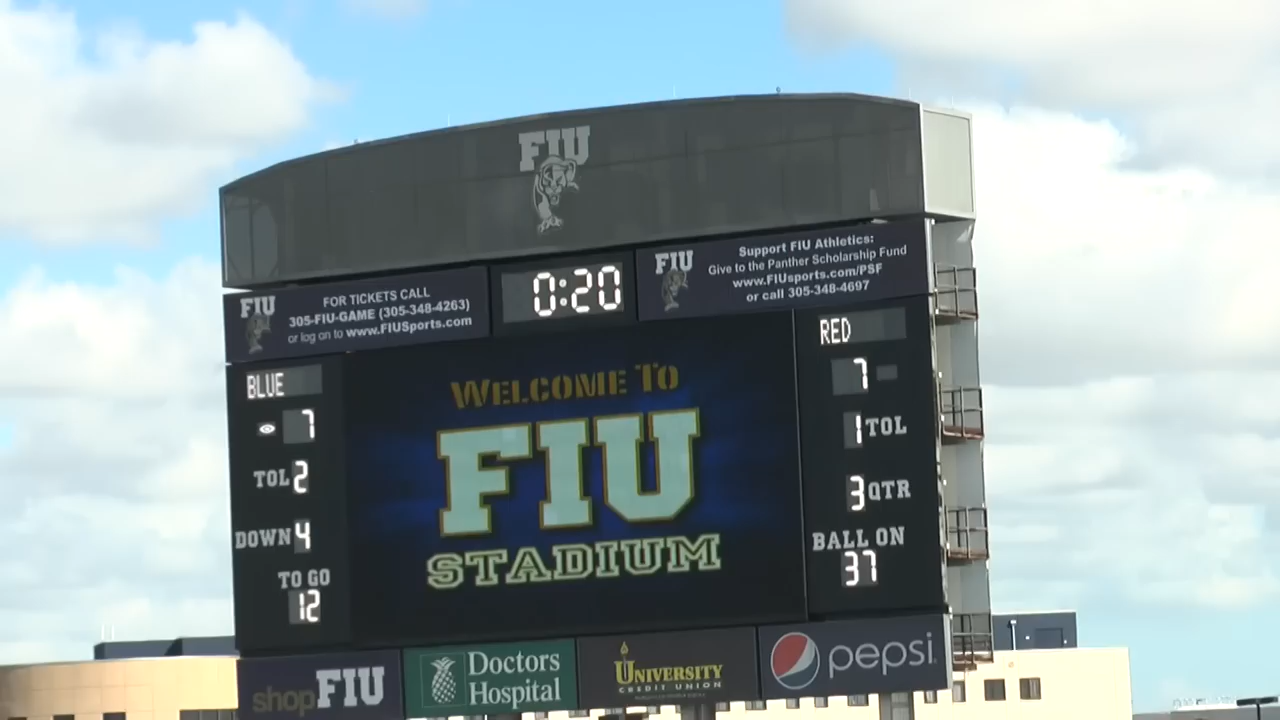 FIU
FOR TICKETS CALL
305-FIU-GAME (305-348-4263)
or log on to www.FIUSports.com
FIU
0:20
FIU
Support FIU Athletics:
Give to the Panther Scholarship Fund
www.FIUsports.com/PSF
or call 305-348-4697
BLUE
7
TOL 2
DOWN 4
TO GO
12
WELCOME TO
FIU
STADIUM
RED
7
1 TOL
3 QTR
BALL ON
37
shopFIU
Doctors
Hospital
UNIVERSITY
CREDIT UNION
pepsi